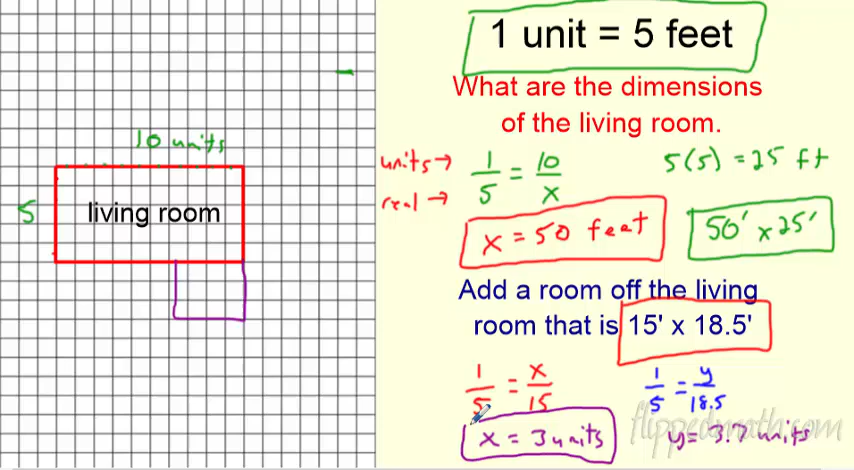 1 unit = 5 feet
What are the dimensions
of the living room.
10 units
5
living room
units → 1/5 = 10/x
real →
5(5) = 25 ft
x = 50 feet
50' x 25'
Add a room off the living
room that is 15' x 18.5'
1/5 = x/15
1/5 = y/18.5
x = 3 units
y = 3.7 units
flippedmath.com